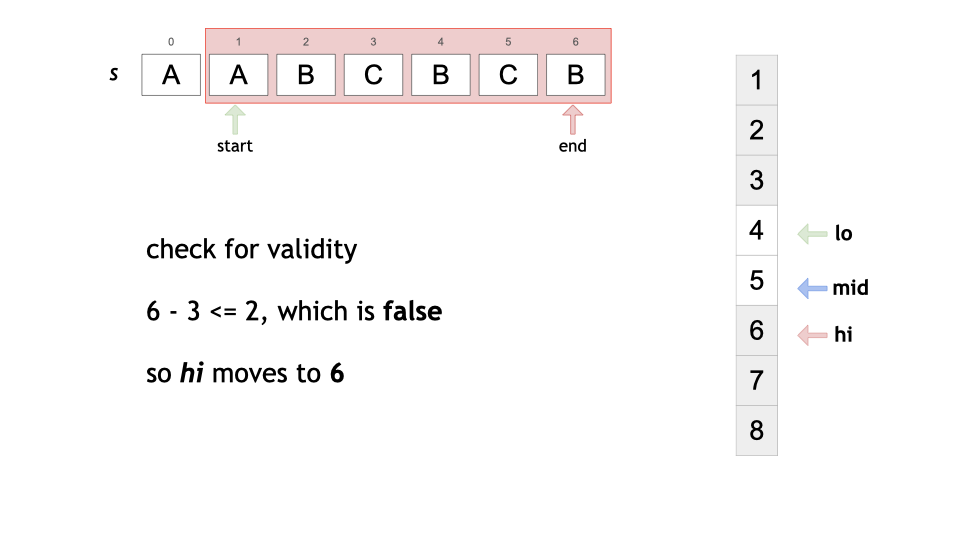 0 1 2 3 4 5 6
s A A B C B C B
start end
check for validity
6 - 3 <= 2, which is false
so hi moves to 6
1
2
3
4 lo
5 mid
6 hi
7
8